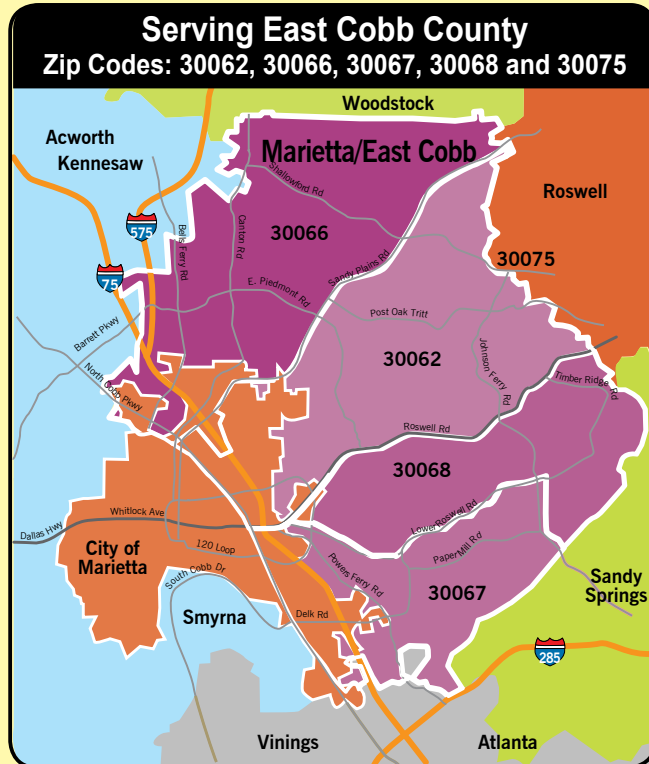 Serving East Cobb County
Zip Codes: 30062, 30066, 30067, 30068 and 30075
Woodstock
Acworth
Kennesaw
Marietta/East Cobb
Roswell
Shallowford Rd
575
Bells Ferry Rd
Canton Rd
30066
Sandy Plains Rd
30075
75
E. Piedmont Rd
Post Oak Tritt
Barrett Pkwy
Johnson Ferry Rd
30062
North Cobb Pkwy
Timber Ridge Rd
Roswell Rd
30068
Dallas Hwy
Whitlock Ave
Lower Roswell Rd
City of
Marietta
120 Loop
PaperMill Rd
South Cobb Dr
Powers Ferry Rd
30067
Sandy
Springs
Smyrna
Delk Rd
285
Vinings
Atlanta